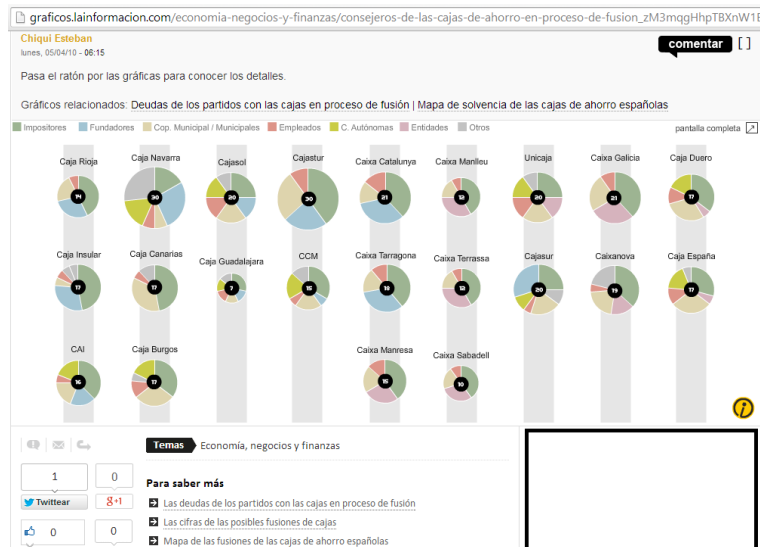 graficos.lainformacion.com/economia-negocios-y-finanzas/consejeros-de-las-cajas-de-ahorro-en-proceso-de-fusion_zM3mqgHhpTBXnW1E
Chiqui Esteban
lunes, 05/04/10 - 06:15
comentar [ ]
Pasa el ratón por las gráficas para conocer los detalles.
Gráficos relacionados: Deudas de los partidos con las cajas en proceso de fusión | Mapa de solvencia de las cajas de ahorro españolas
Impositores Fundadores Cop. Municipal / Municipales Empleados C. Autónomas Entidades Otros pantalla completa
Caja Rioja Caja Navarra Cajasol Cajastur Caixa Catalunya Caixa Manlleu Unicaja Caixa Galicia Caja Duero
14 30 20 30 21 12 20 21 17
Caja Insular Caja Canarias Caja Guadalajara CCM Caixa Tarragona Caixa Terrassa Cajasur Caixanova Caja España
17 17 7 15 18 12 20 19 17
CAI Caja Burgos Caixa Manresa Caixa Sabadell
16 17 15 10
i
Temas Economía, negocios y finanzas
1 0
Twittear g+1
0 0
Para saber más
Las deudas de los partidos con las cajas en proceso de fusión
Las cifras de las posibles fusiones de cajas
Mapa de las fusiones de las cajas de ahorro españolas